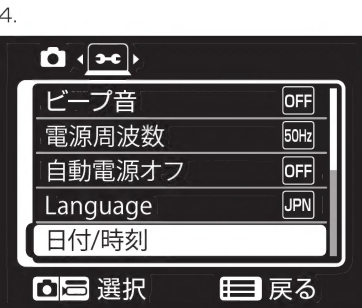 4.
ビープ音 OFF
電源周波数 50Hz
自動電源オフ OFF
Language JPN
日付/時刻
選択 戻る